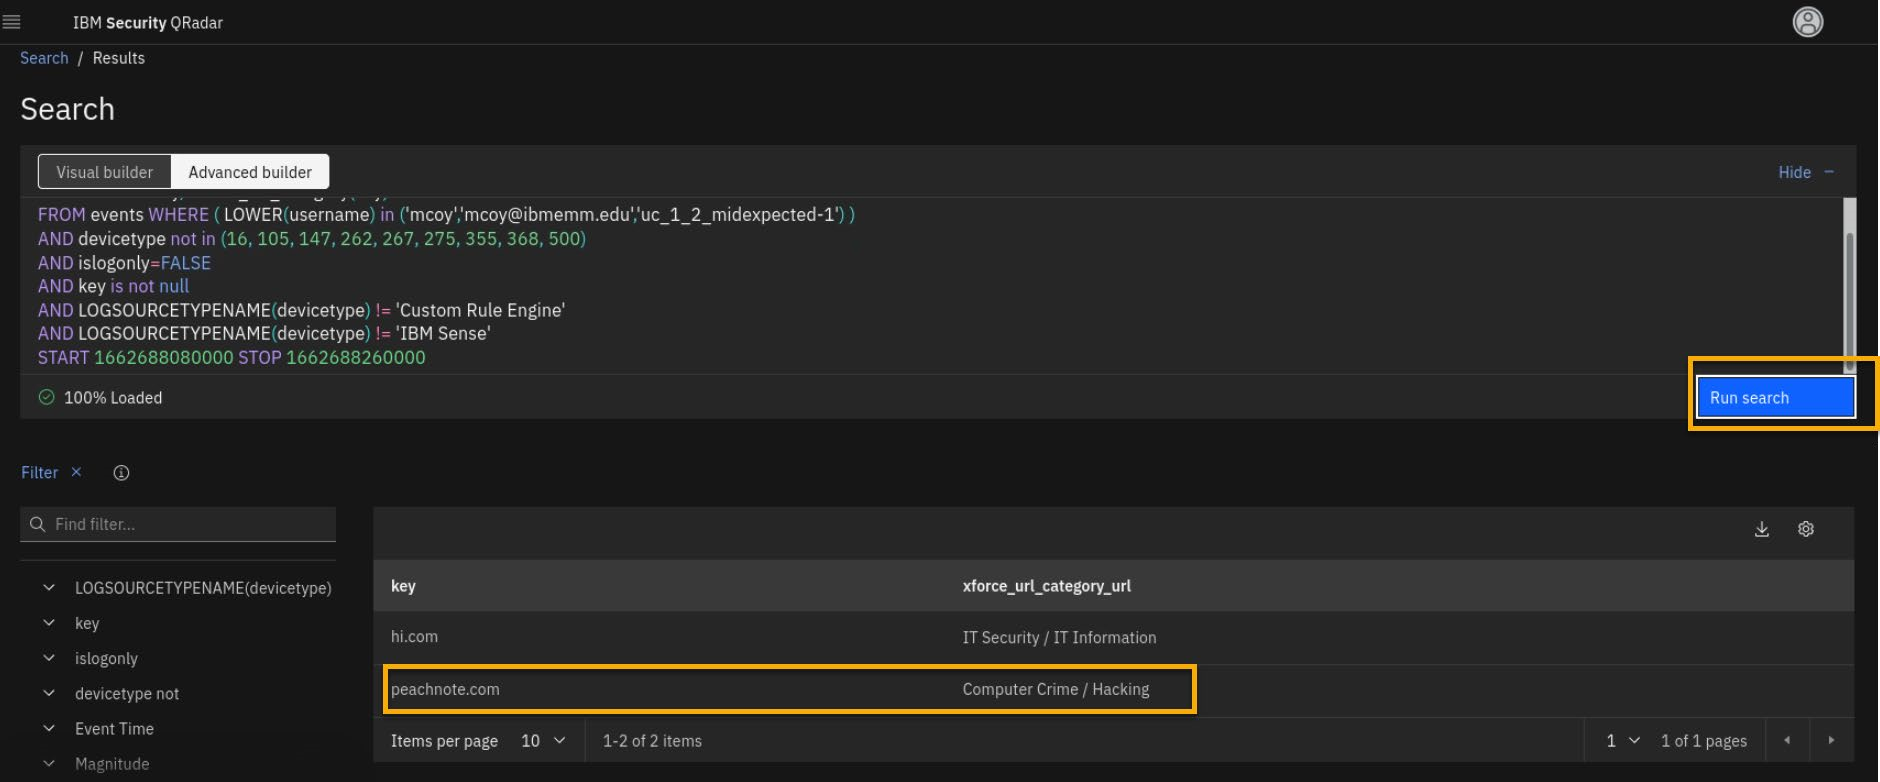 IBM Security QRadar
Search / Results
Search
Visual builder
Advanced builder
Hide
FROM events WHERE ( LOWER(username) in ('mcoy','mcoy@ibmemm.edu','uc_1_2_midexpected-1') )
AND devicetype not in (16, 105, 147, 262, 267, 275, 355, 368, 500)
AND islogonly=FALSE
AND key is not null
AND LOGSOURCETYPENAME(devicetype) != 'Custom Rule Engine'
AND LOGSOURCETYPENAME(devicetype) != 'IBM Sense'
START 1662688080000 STOP 1662688260000
100% Loaded
Run search
Filter
Find filter...
LOGSOURCETYPENAME(devicetype)
key
islogonly
devicetype not
Event Time
Magnitude
key xforce_url_category_url
hi.com IT Security / IT Information
peachnote.com Computer Crime / Hacking
Items per page 10 1-2 of 2 items 1 1 of 1 pages